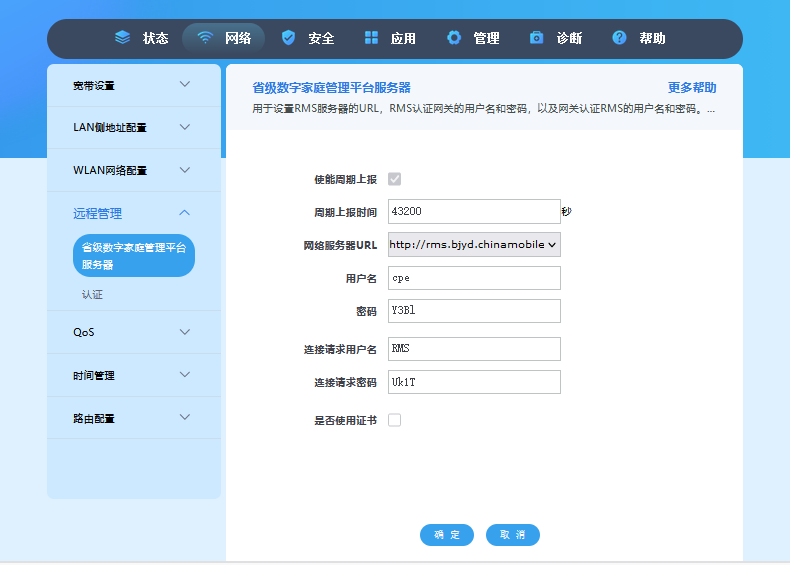 状态 网络 安全 应用 管理 诊断 帮助
宽带设置
LAN侧地址配置
WLAN网络配置
远程管理
省级数字家庭管理平台
服务器
认证
QoS
时间管理
路由配置
省级数字家庭管理平台服务器 更多帮助
用于设置RMS服务器的URL，RMS认证网关的用户名和密码，以及网关认证RMS的用户名和密码。...
使能周期上报
周期上报时间 43200 秒
网络服务器URL http://rms.bjyd.chinamobile
用户名 cpe
密码 Y3Bl
连接请求用户名 RMS
连接请求密码 Uk1T
是否使用证书
确 定 取 消